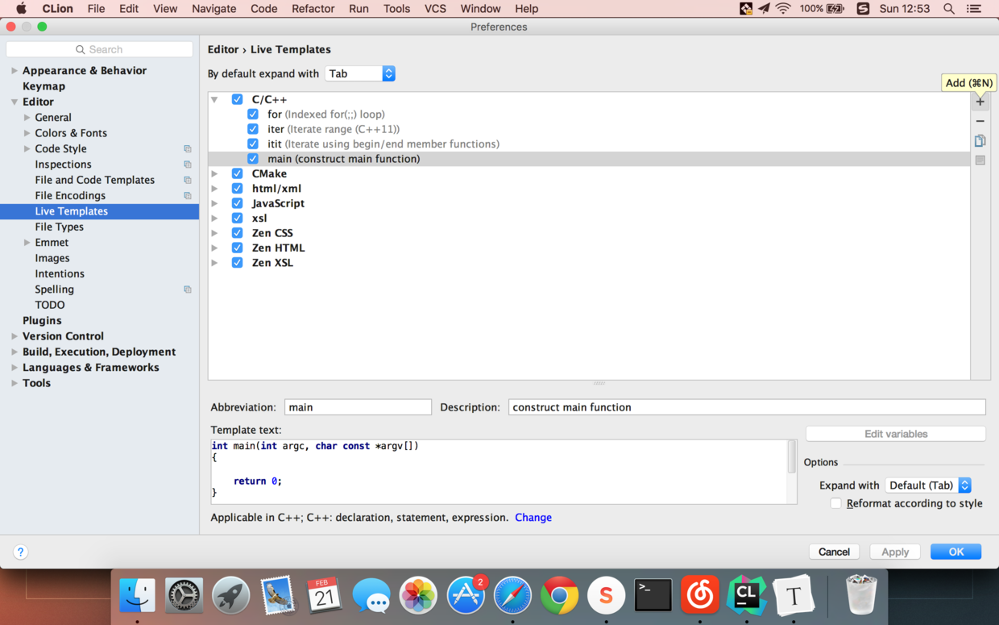 CLion File Edit View Navigate Code Refactor Run Tools VCS Window Help 100% Sun 12:53
Preferences
Search
Appearance & Behavior
Keymap
Editor
General
Colors & Fonts
Code Style
Inspections
File and Code Templates
File Encodings
Live Templates
File Types
Emmet
Images
Intentions
Spelling
TODO
Plugins
Version Control
Build, Execution, Deployment
Languages & Frameworks
Tools
Editor › Live Templates
By default expand with Tab
Add (⌘N)
C/C++
for (Indexed for(;;) loop)
iter (Iterate range (C++11))
itit (Iterate using begin/end member functions)
main (construct main function)
CMake
html/xml
JavaScript
xsl
Zen CSS
Zen HTML
Zen XSL
Abbreviation: main Description: construct main function
Template text:
int main(int argc, char const *argv[])
{
return 0;
}
Edit variables
Options
Expand with Default (Tab)
Reformat according to style
Applicable in C++; C++: declaration, statement, expression. Change
? Cancel Apply OK
FEB
21
2
S
>_
CL
T